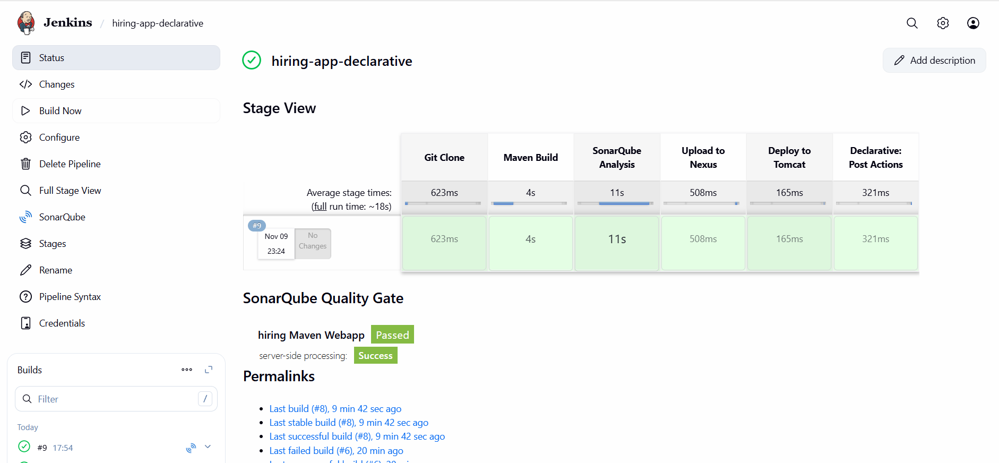 Jenkins / hiring-app-declarative
Status
Changes
Build Now
Configure
Delete Pipeline
Full Stage View
SonarQube
Stages
Rename
Pipeline Syntax
Credentials
Builds
Filter /
Today
#9 17:54
hiring-app-declarative
Add description
Stage View
Git Clone
Maven Build
SonarQube
Analysis
Upload to
Nexus
Deploy to
Tomcat
Declarative:
Post Actions
Average stage times:
(full run time: ~18s)
623ms 4s 11s 508ms 165ms 321ms
#9
Nov 09
23:24
No
Changes
623ms 4s 11s 508ms 165ms 321ms
SonarQube Quality Gate
hiring Maven Webapp Passed
server-side processing: Success
Permalinks
Last build (#8), 9 min 42 sec ago
Last stable build (#8), 9 min 42 sec ago
Last successful build (#8), 9 min 42 sec ago
Last failed build (#6), 20 min ago